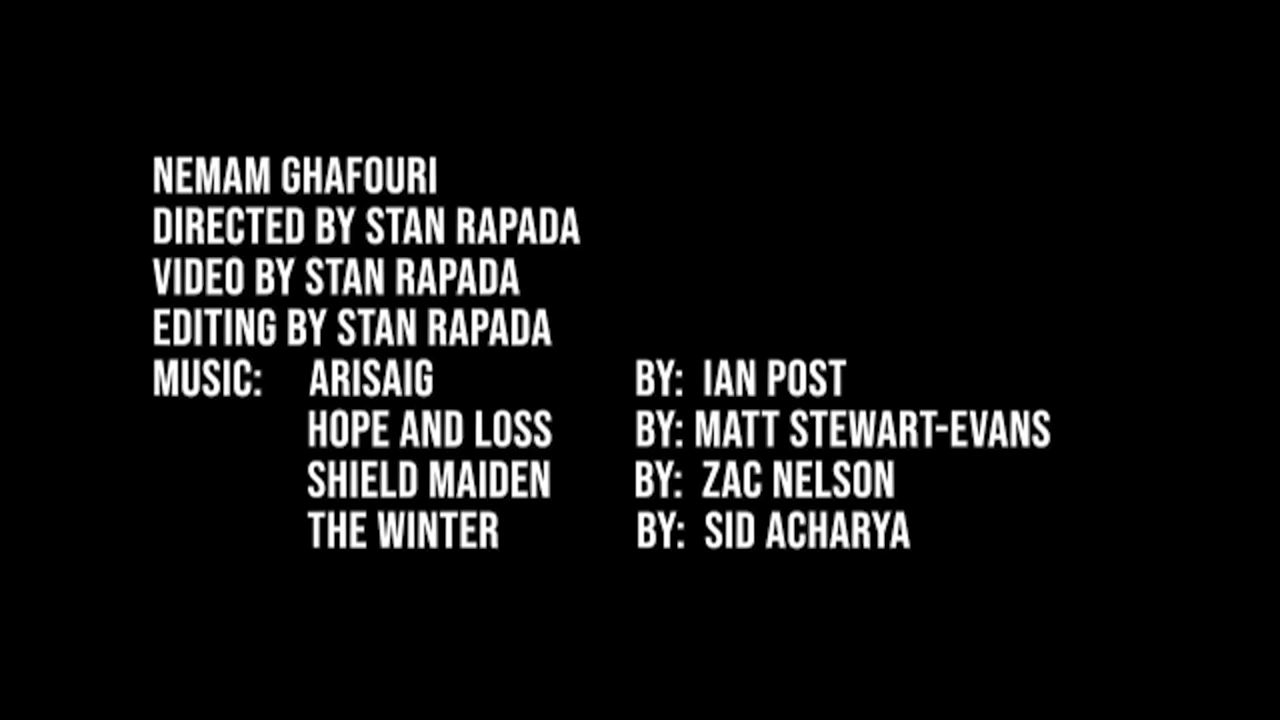 NEMAM GHAFOURI
DIRECTED BY STAN RAPADA
VIDEO BY STAN RAPADA
EDITING BY STAN RAPADA
MUSIC: ARISAIG BY: IAN POST
HOPE AND LOSS BY: MATT STEWART-EVANS
SHIELD MAIDEN BY: ZAC NELSON
THE WINTER BY: SID ACHARYA